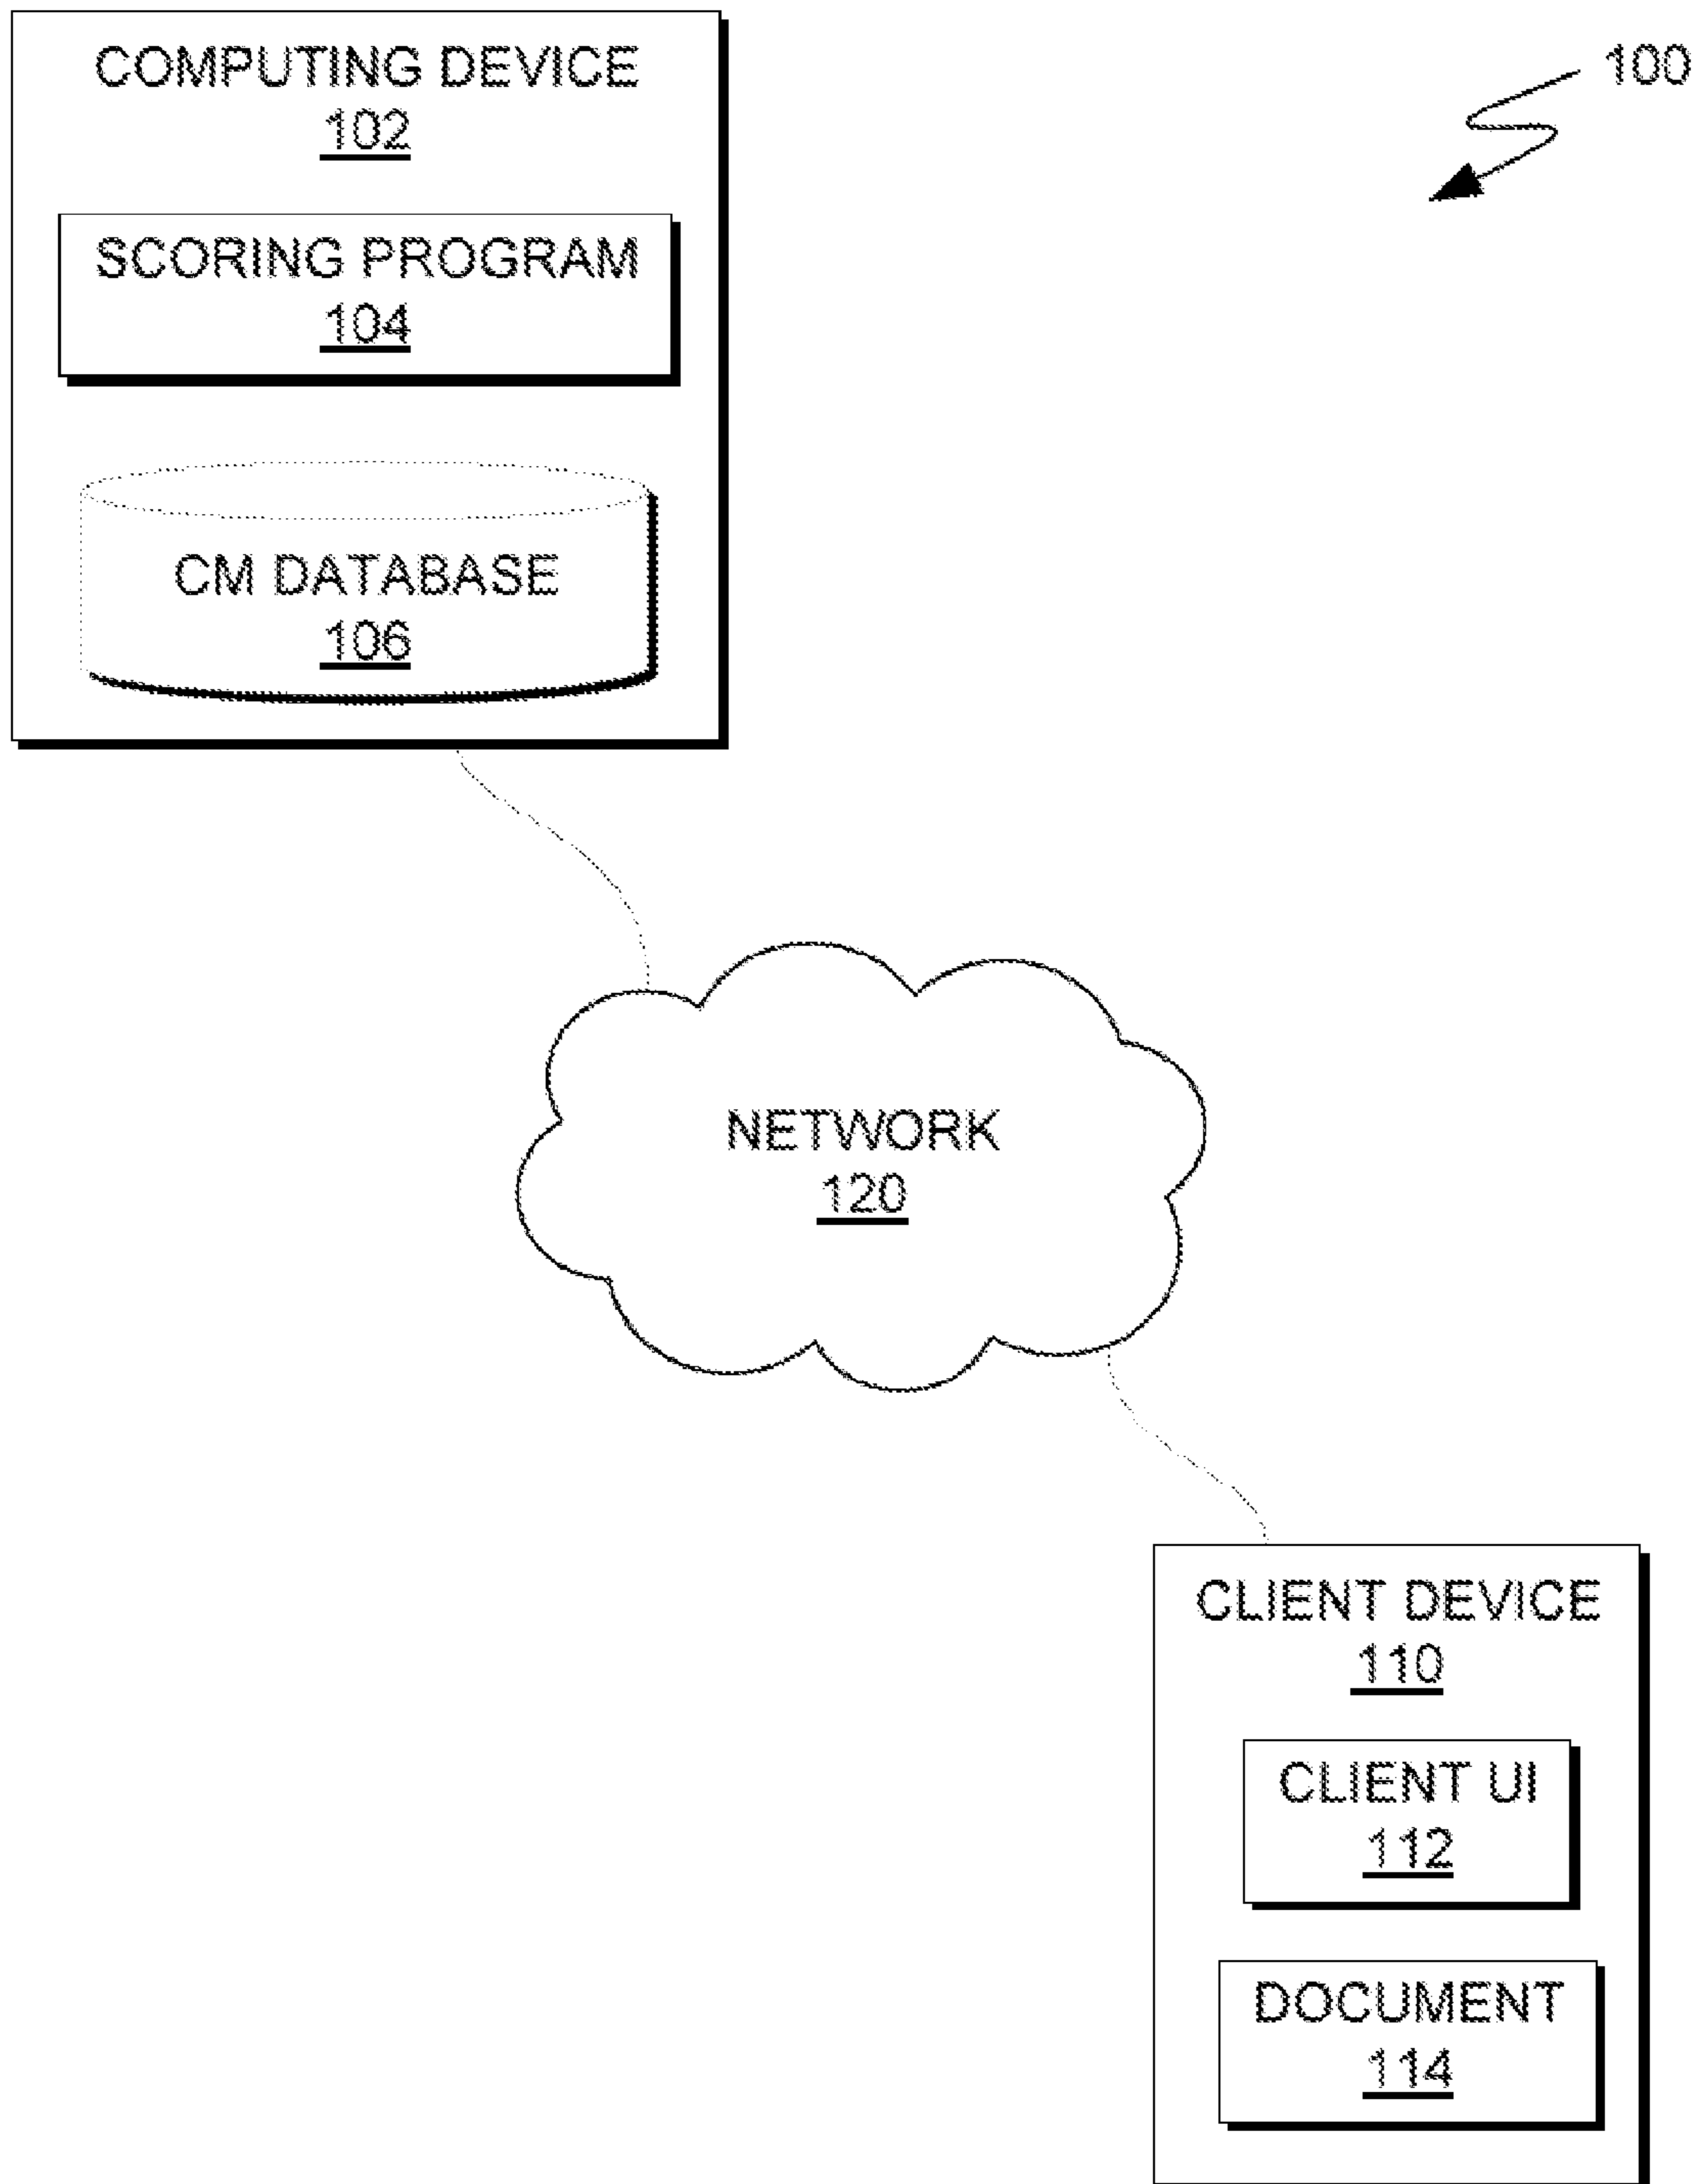 COMPUTING DEVICE
102
100
SCORING PROGRAM
104
CM DATABASE
106
NETWORK
120
CLIENT DEVICE
110
CLIENT UI
112
DOCUMENT
114